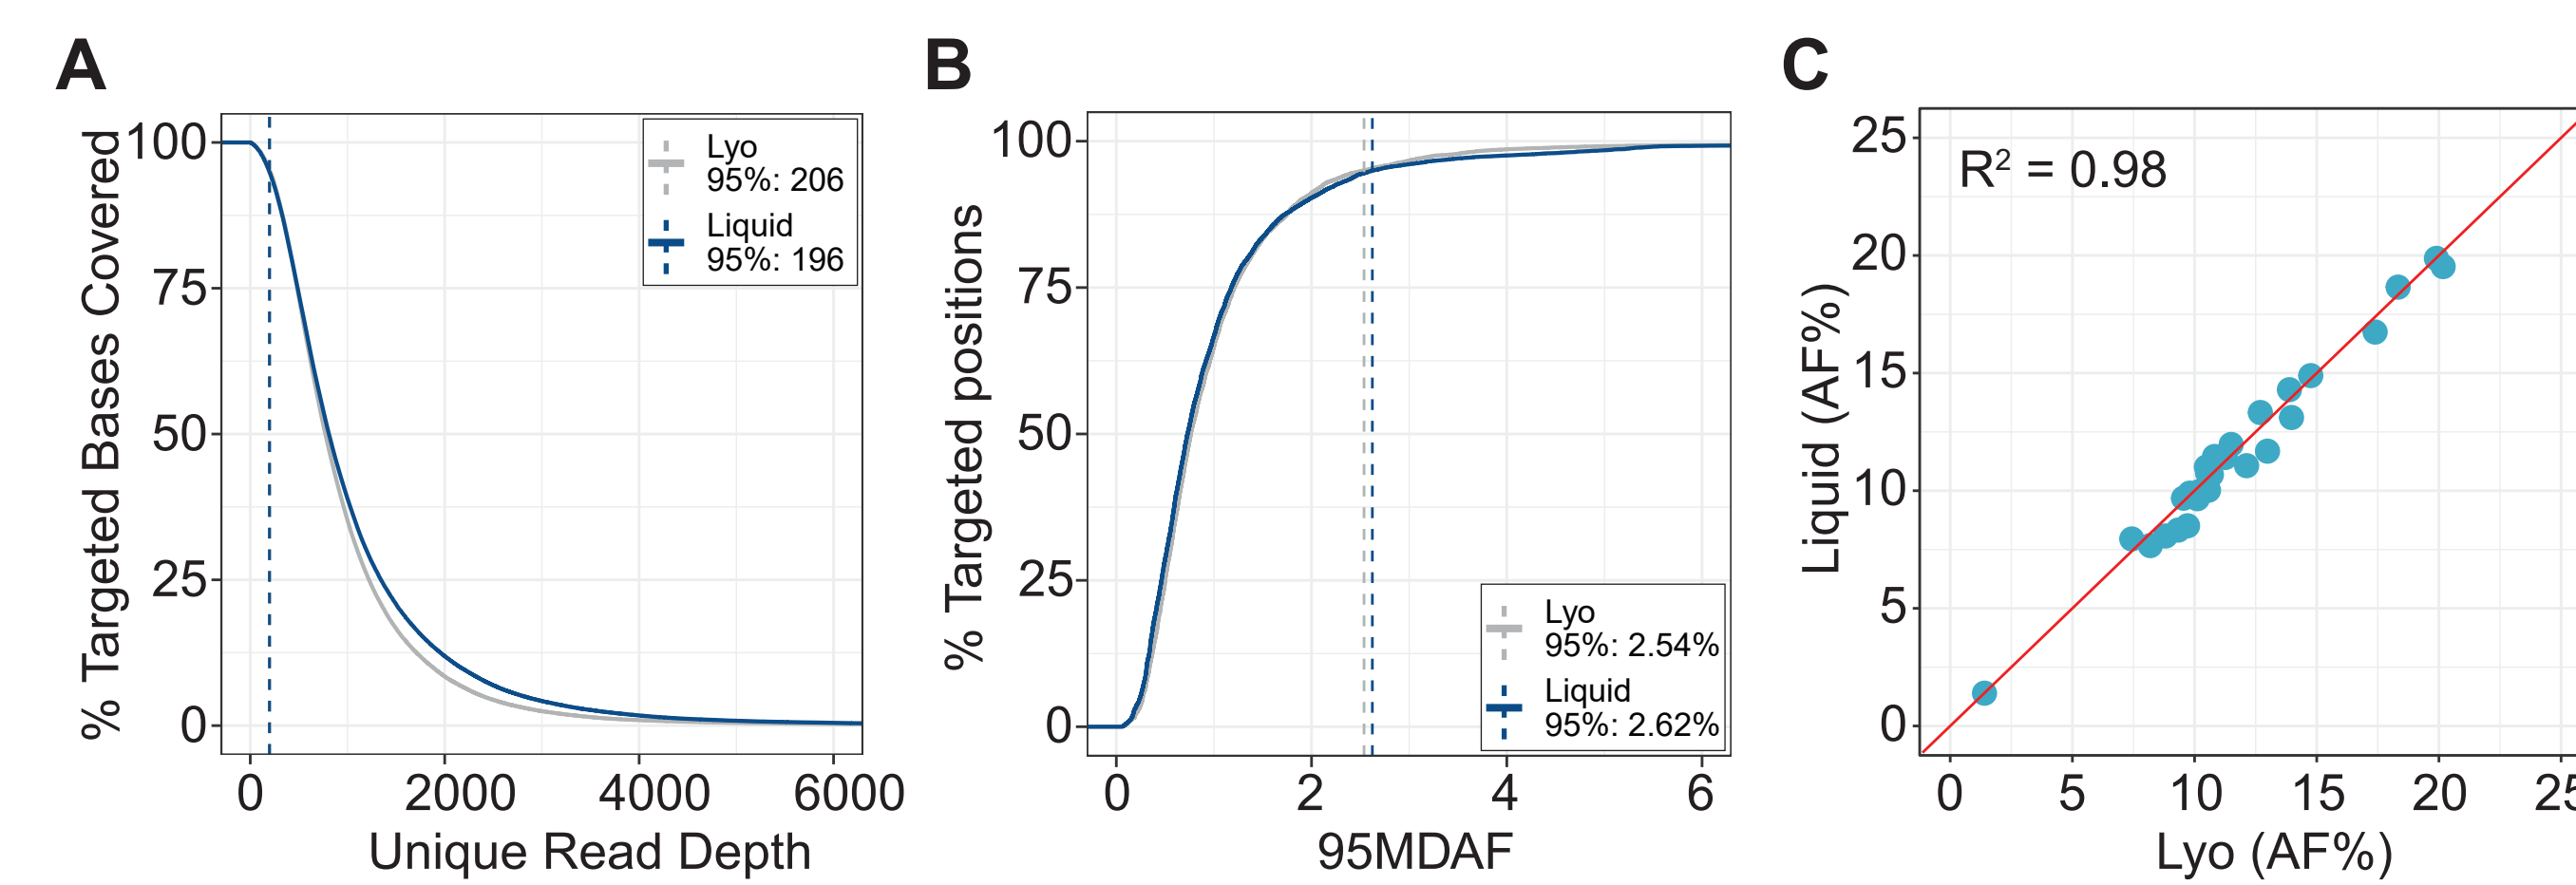 A
% Targeted Bases Covered
100
75
50
25
0
0 2000 4000 6000
Unique Read Depth
Lyo
95%: 206
Liquid
95%: 196
B
% Targeted positions
100
75
50
25
0
0 2 4 6
95MDAF
Lyo
95%: 2.54%
Liquid
95%: 2.62%
C
Liquid (AF%)
25
20
15
10
5
0
R² = 0.98
0 5 10 15 20 25
Lyo (AF%)